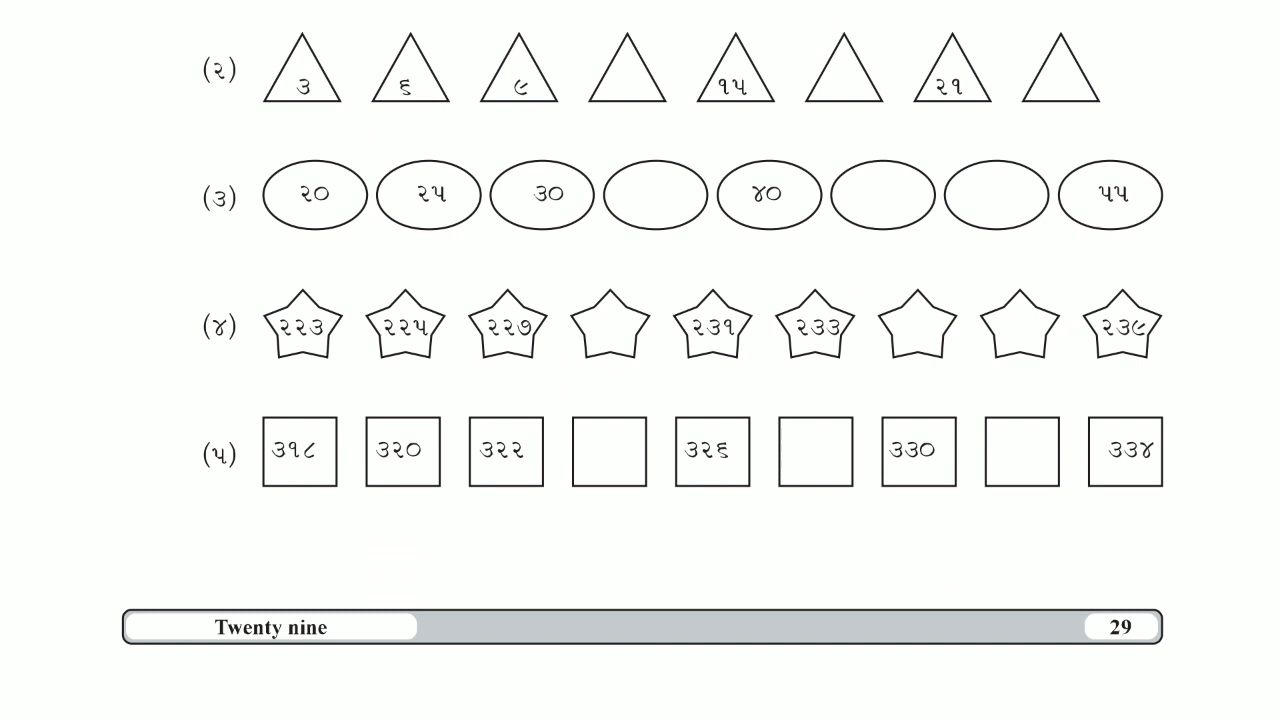 (૨) ૩ ૬ ૯ ૧૫ ૨૧
(૩) ૨૦ ૨૫ ૩૦ ૪૦ ૫૫
(૪) ૨૨૩ ૨૨૫ ૨૨૭ ૨૩૧ ૨૩૩ ૨૩૯
(૫) ૩૧૮ ૩૨૦ ૩૨૨ ૩૨૬ ૩૩૦ ૩૩૪
Twenty nine 29